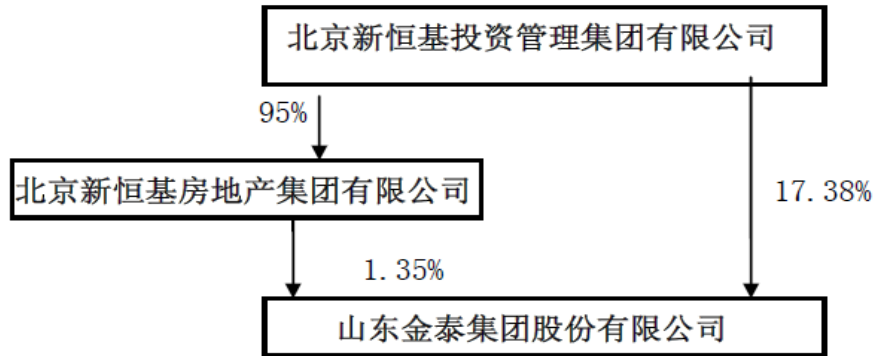 北京新恒基投资管理集团有限公司
95%
北京新恒基房地产集团有限公司
17.38%
1.35%
山东金泰集团股份有限公司